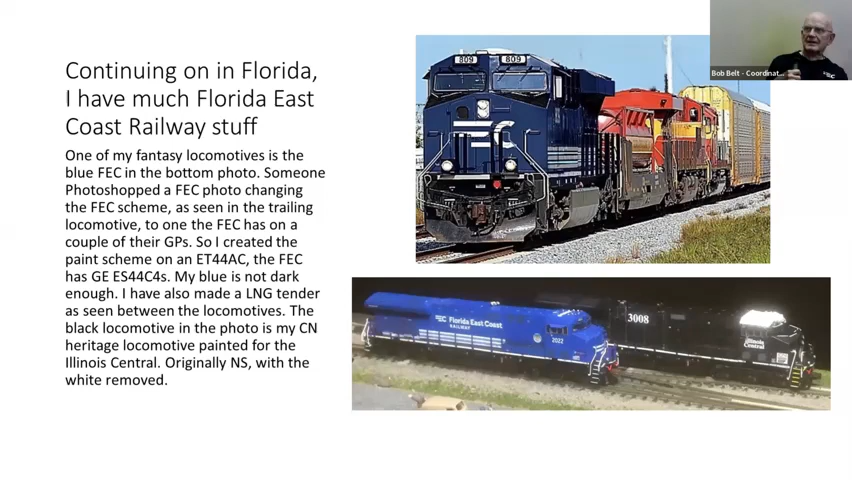 Continuing on in Florida,
I have much Florida East
Coast Railway stuff
One of my fantasy locomotives is the
blue FEC in the bottom photo. Someone
Photoshopped a FEC photo changing
the FEC scheme, as seen in the trailing
locomotive, to one the FEC has on a
couple of their GPs. So I created the
paint scheme on an ET44AC, the FEC
has GE ES44C4s. My blue is not dark
enough. I have also made a LNG tender
as seen between the locomotives. The
black locomotive in the photo is my CN
heritage locomotive painted for the
Illinois Central. Originally NS, with the
white removed.
809 809
FEC
Bob Belt - Coordinat...
Florida East Coast
RAILWAY
2022
3008
Illinois
Central